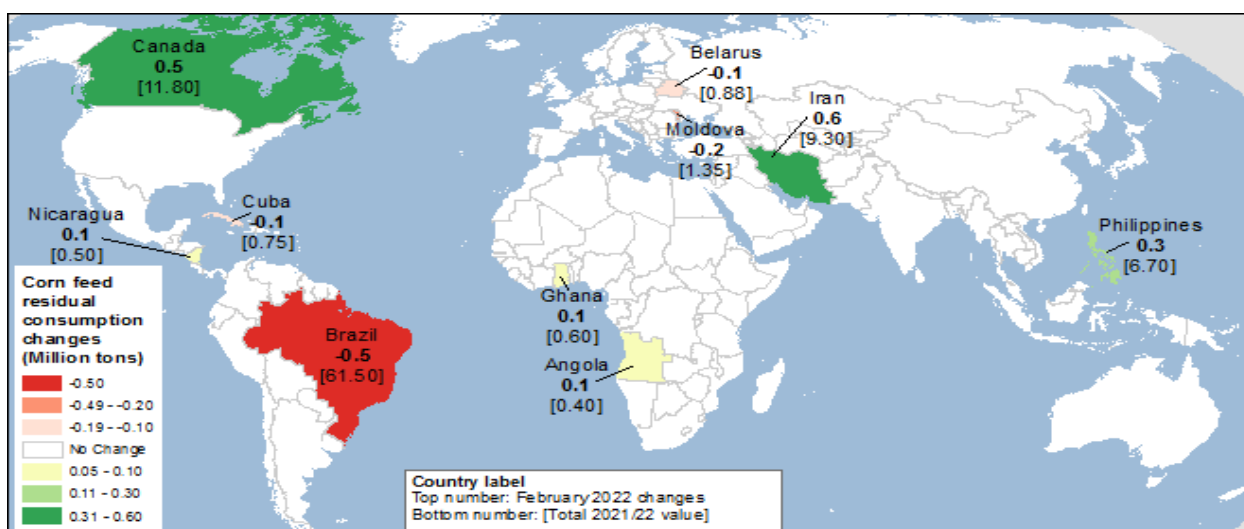 Canada
0.5
[11.80]
Belarus
-0.1
[0.88]
Iran
0.6
[9.30]
Moldova
-0.2
[1.35]
Cuba
-0.1
[0.75]
Nicaragua
0.1
[0.50]
Philippines
0.3
[6.70]
Ghana
0.1
[0.60]
Brazil
-0.5
[61.50]
Angola
0.1
[0.40]
Corn feed
residual
consumption
changes
(Million tons)
-0.50
-0.49 - -0.20
-0.19 - -0.10
No Change
0.05 - 0.10
0.11 - 0.30
0.31 - 0.60
Country label
Top number: February 2022 changes
Bottom number: [Total 2021/22 value]